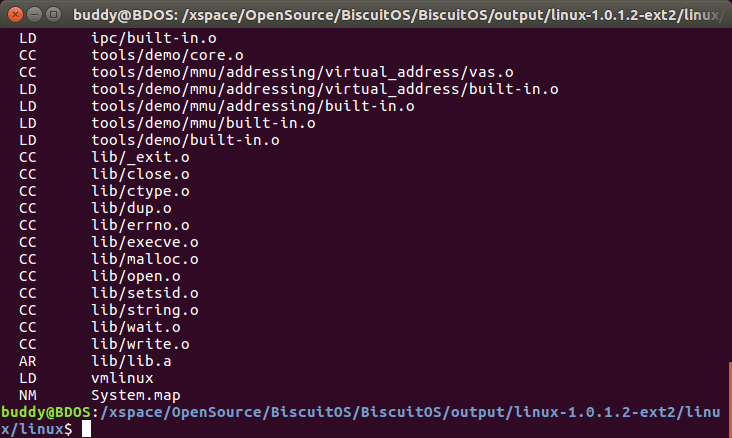 buddy@BDOS: /xspace/OpenSource/BiscuitOS/BiscuitOS/output/linux-1.0.1.2-ext2/linux/
LD ipc/built-in.o
CC tools/demo/core.o
CC tools/demo/mmu/addressing/virtual_address/vas.o
LD tools/demo/mmu/addressing/virtual_address/built-in.o
LD tools/demo/mmu/addressing/built-in.o
LD tools/demo/mmu/built-in.o
LD tools/demo/built-in.o
CC lib/_exit.o
CC lib/close.o
CC lib/ctype.o
CC lib/dup.o
CC lib/errno.o
CC lib/execve.o
CC lib/malloc.o
CC lib/open.o
CC lib/setsid.o
CC lib/string.o
CC lib/wait.o
CC lib/write.o
AR lib/lib.a
LD vmlinux
NM System.map
buddy@BDOS:/xspace/OpenSource/BiscuitOS/BiscuitOS/output/linux-1.0.1.2-ext2/linu
x/linux$